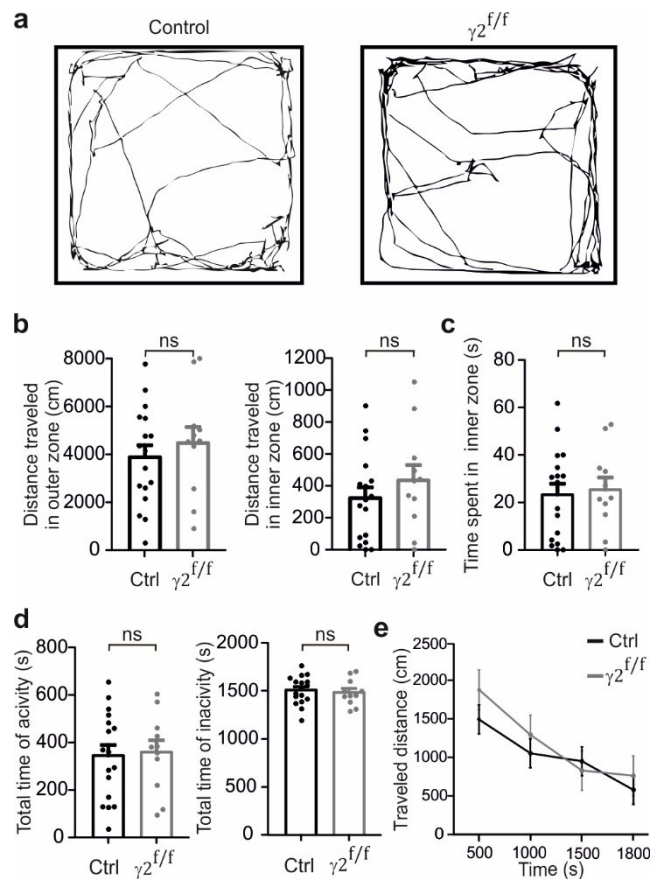 a
Control
γ2f/f
b
ns
Distance traveled
in outer zone (cm)
8000
6000
4000
2000
0
Ctrl γ2f/f
ns
Distance traveled
in inner zone (cm)
1200
1000
800
600
400
200
0
Ctrl γ2f/f
c
ns
Time spent in inner zone (s)
60
40
20
0
Ctrl γ2f/f
d
ns
Total time of acivity (s)
800
600
400
200
0
Ctrl γ2f/f
ns
Total time of inacivity (s)
2000
1500
1000
500
0
Ctrl γ2f/f
e
Ctrl
γ2f/f
Traveled distance (cm)
2500
2000
1500
1000
500
0
500 1000 1500 1800
Time (s)